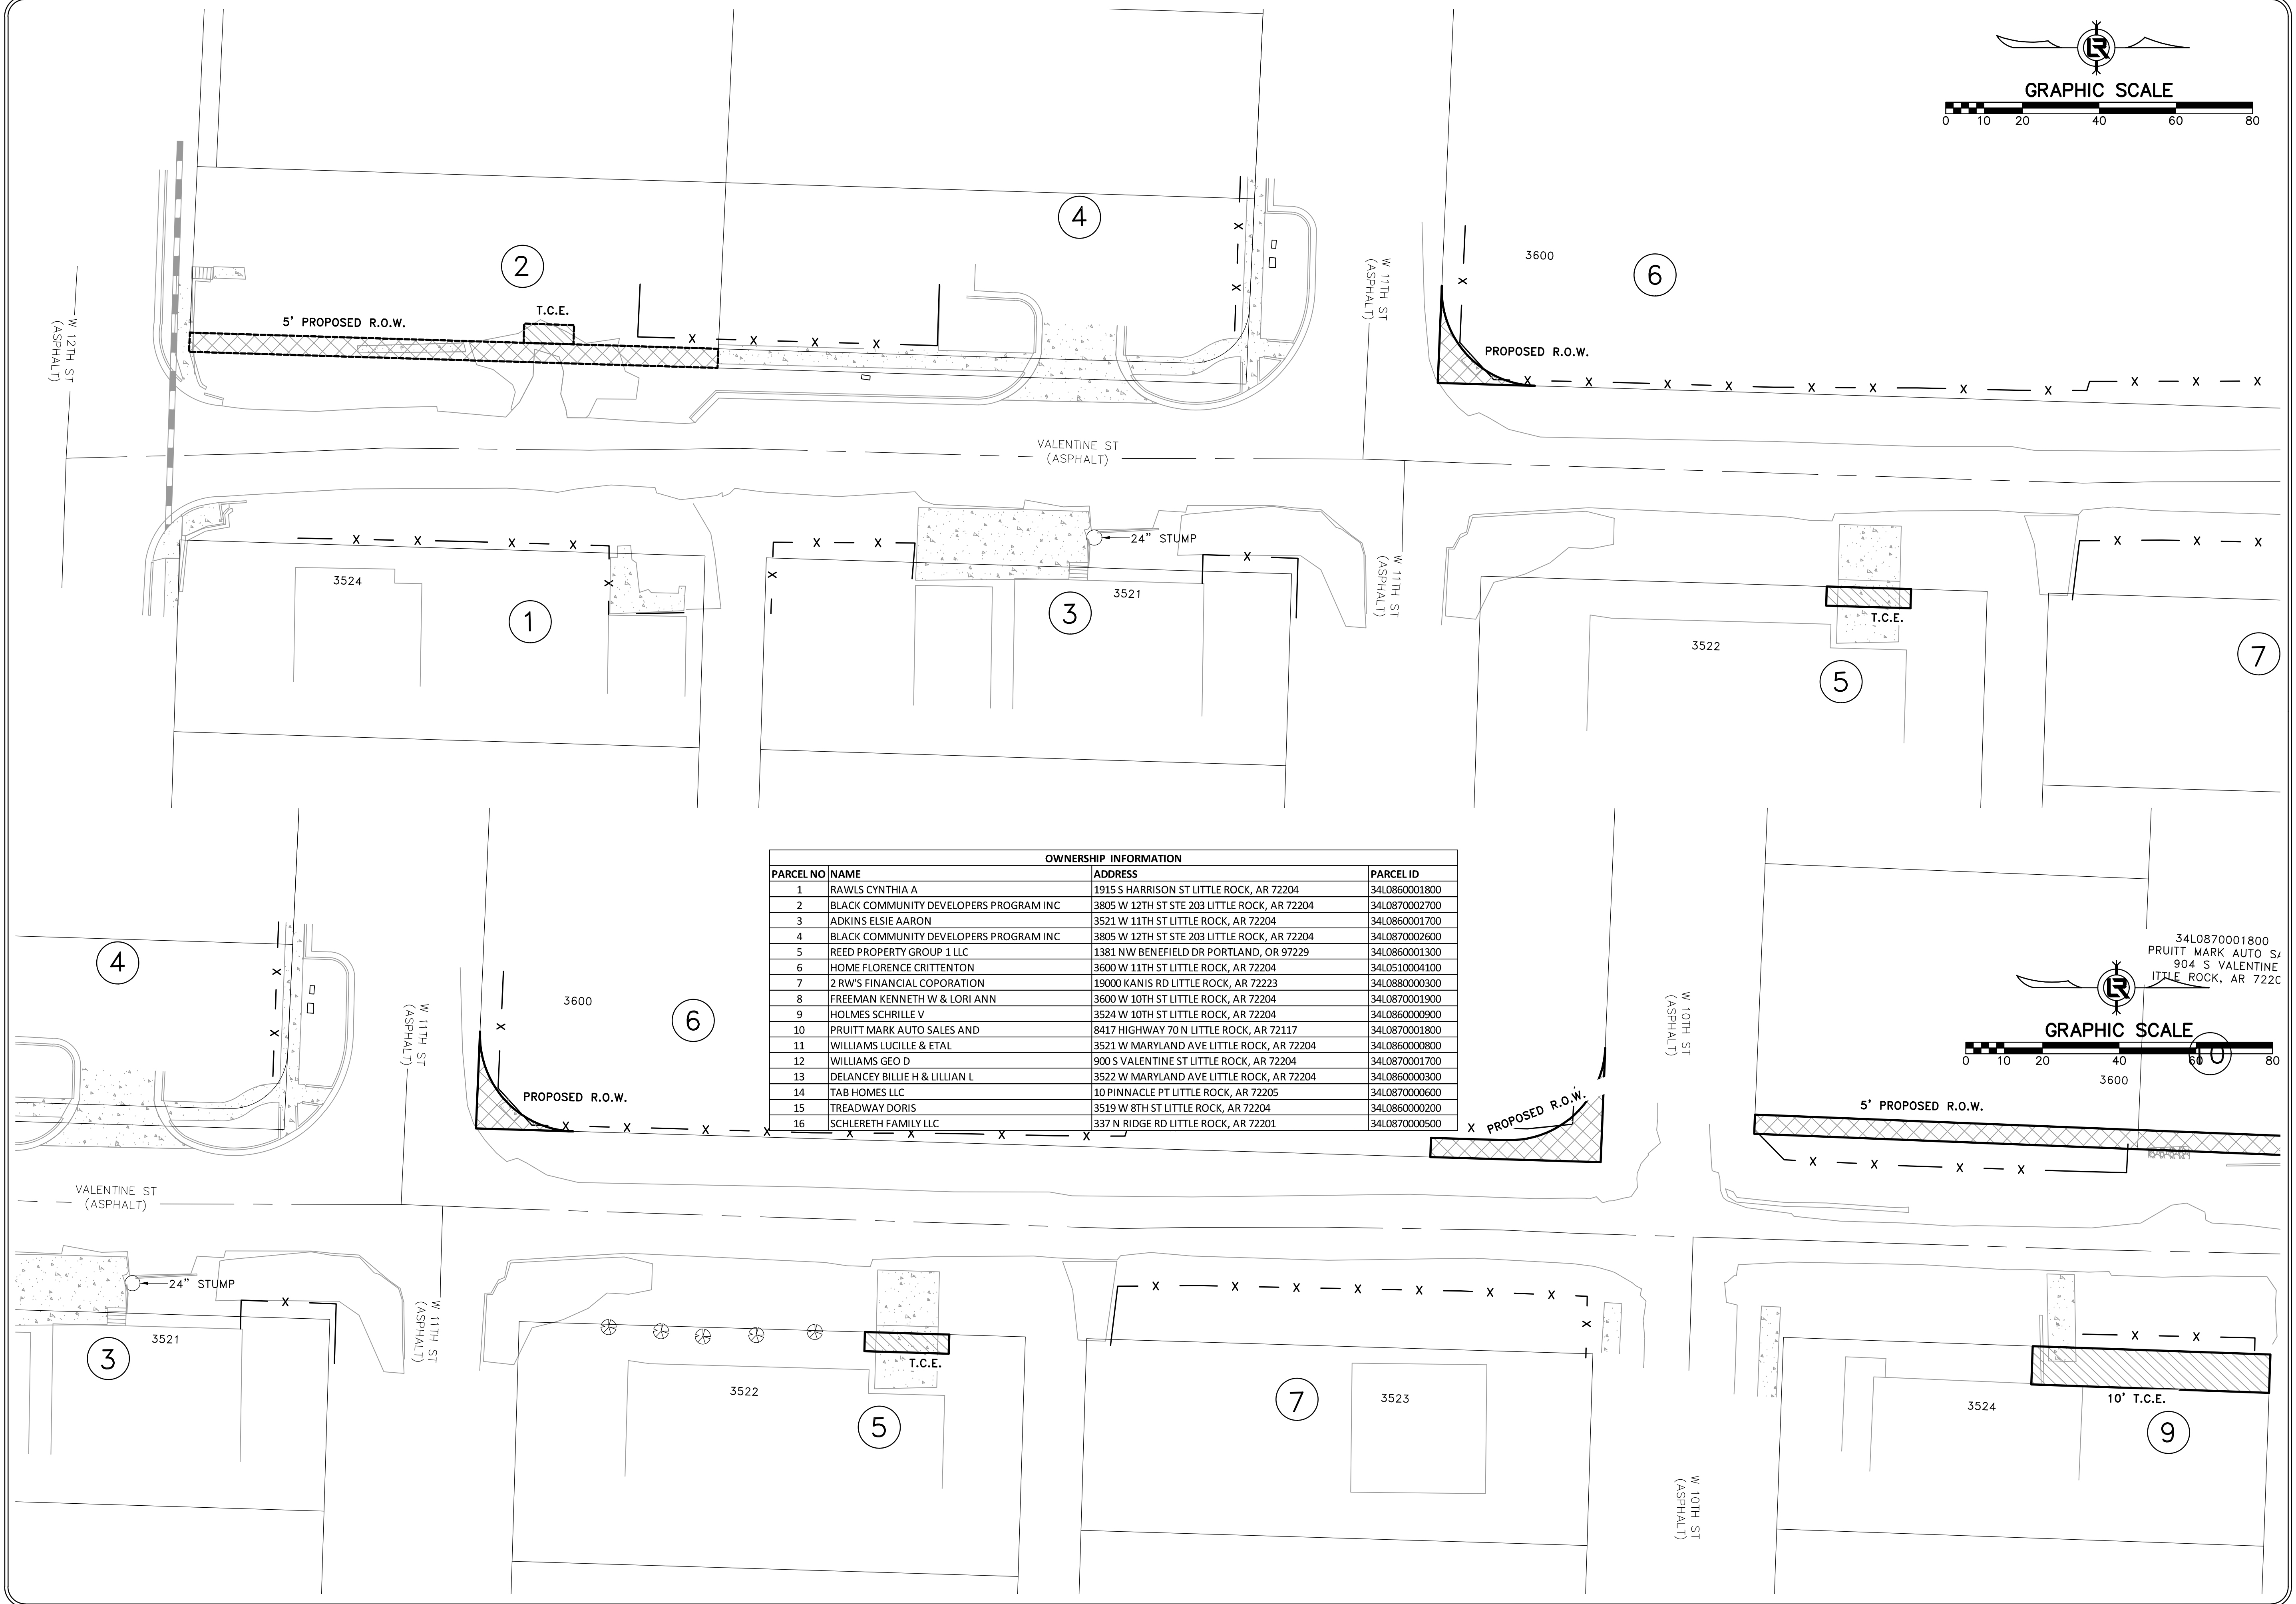 GRAPHIC SCALE
0 10 20 40 60 80
4
2
3600
6
W 11TH ST
(ASPHALT)
T.C.E.
5' PROPOSED R.O.W.
W 12TH ST
(ASPHALT)
PROPOSED R.O.W.
X X X X
X X
X
X X X X X X X X X X X X
VALENTINE ST
(ASPHALT)
24" STUMP
X X X X
X
X X
X
X
X X X
3524
1
3
3521
W 11TH ST
(ASPHALT)
T.C.E.
3522
5
7
OWNERSHIP INFORMATION
PARCEL NO NAME ADDRESS PARCEL ID
1 RAWLS CYNTHIA A 1915 S HARRISON ST LITTLE ROCK, AR 72204 34L0860001800
2 BLACK COMMUNITY DEVELOPERS PROGRAM INC 3805 W 12TH ST STE 203 LITTLE ROCK, AR 72204 34L0870002700
3 ADKINS ELSIE AARON 3521 W 11TH ST LITTLE ROCK, AR 72204 34L0860001700
4 BLACK COMMUNITY DEVELOPERS PROGRAM INC 3805 W 12TH ST STE 203 LITTLE ROCK, AR 72204 34L0870002600
5 REED PROPERTY GROUP 1 LLC 1381 NW BENEFIELD DR PORTLAND, OR 97229 34L0860001300
6 HOME FLORENCE CRITTENTON 3600 W 11TH ST LITTLE ROCK, AR 72204 34L0510004100
7 2 RW'S FINANCIAL COPORATION 19000 KANIS RD LITTLE ROCK, AR 72223 34L0880000300
8 FREEMAN KENNETH W & LORI ANN 3600 W 10TH ST LITTLE ROCK, AR 72204 34L0870001900
9 HOLMES SCHRILLE V 3524 W 10TH ST LITTLE ROCK, AR 72204 34L0860000900
10 PRUITT MARK AUTO SALES AND 8417 HIGHWAY 70 N LITTLE ROCK, AR 72117 34L0870001800
11 WILLIAMS LUCILLE & ETAL 3521 W MARYLAND AVE LITTLE ROCK, AR 72204 34L0860000800
12 WILLIAMS GEO D 900 S VALENTINE ST LITTLE ROCK, AR 72204 34L0870001700
13 DELANCEY BILLIE H & LILLIAN L 3522 W MARYLAND AVE LITTLE ROCK, AR 72204 34L0860000300
14 TAB HOMES LLC 10 PINNACLE PT LITTLE ROCK, AR 72205 34L0870000600
15 TREADWAY DORIS 3519 W 8TH ST LITTLE ROCK, AR 72204 34L0860000200
16 SCHLERETH FAMILY LLC 337 N RIDGE RD LITTLE ROCK, AR 72201 34L0870000500
4
3600
6
W 11TH ST
(ASPHALT)
PROPOSED R.O.W.
PROPOSED R.O.W.
W 10TH ST
(ASPHALT)
34L0870001800
PRUITT MARK AUTO SA
904 S VALENTINE
ITTLE ROCK, AR 7220
GRAPHIC SCALE
0 10 20 40 60 80
10
3600
5' PROPOSED R.O.W.
VALENTINE ST
(ASPHALT)
24" STUMP
3521
3
W 11TH ST
(ASPHALT)
T.C.E.
3522
5
7
3523
W 10TH ST
(ASPHALT)
3524
10' T.C.E.
9